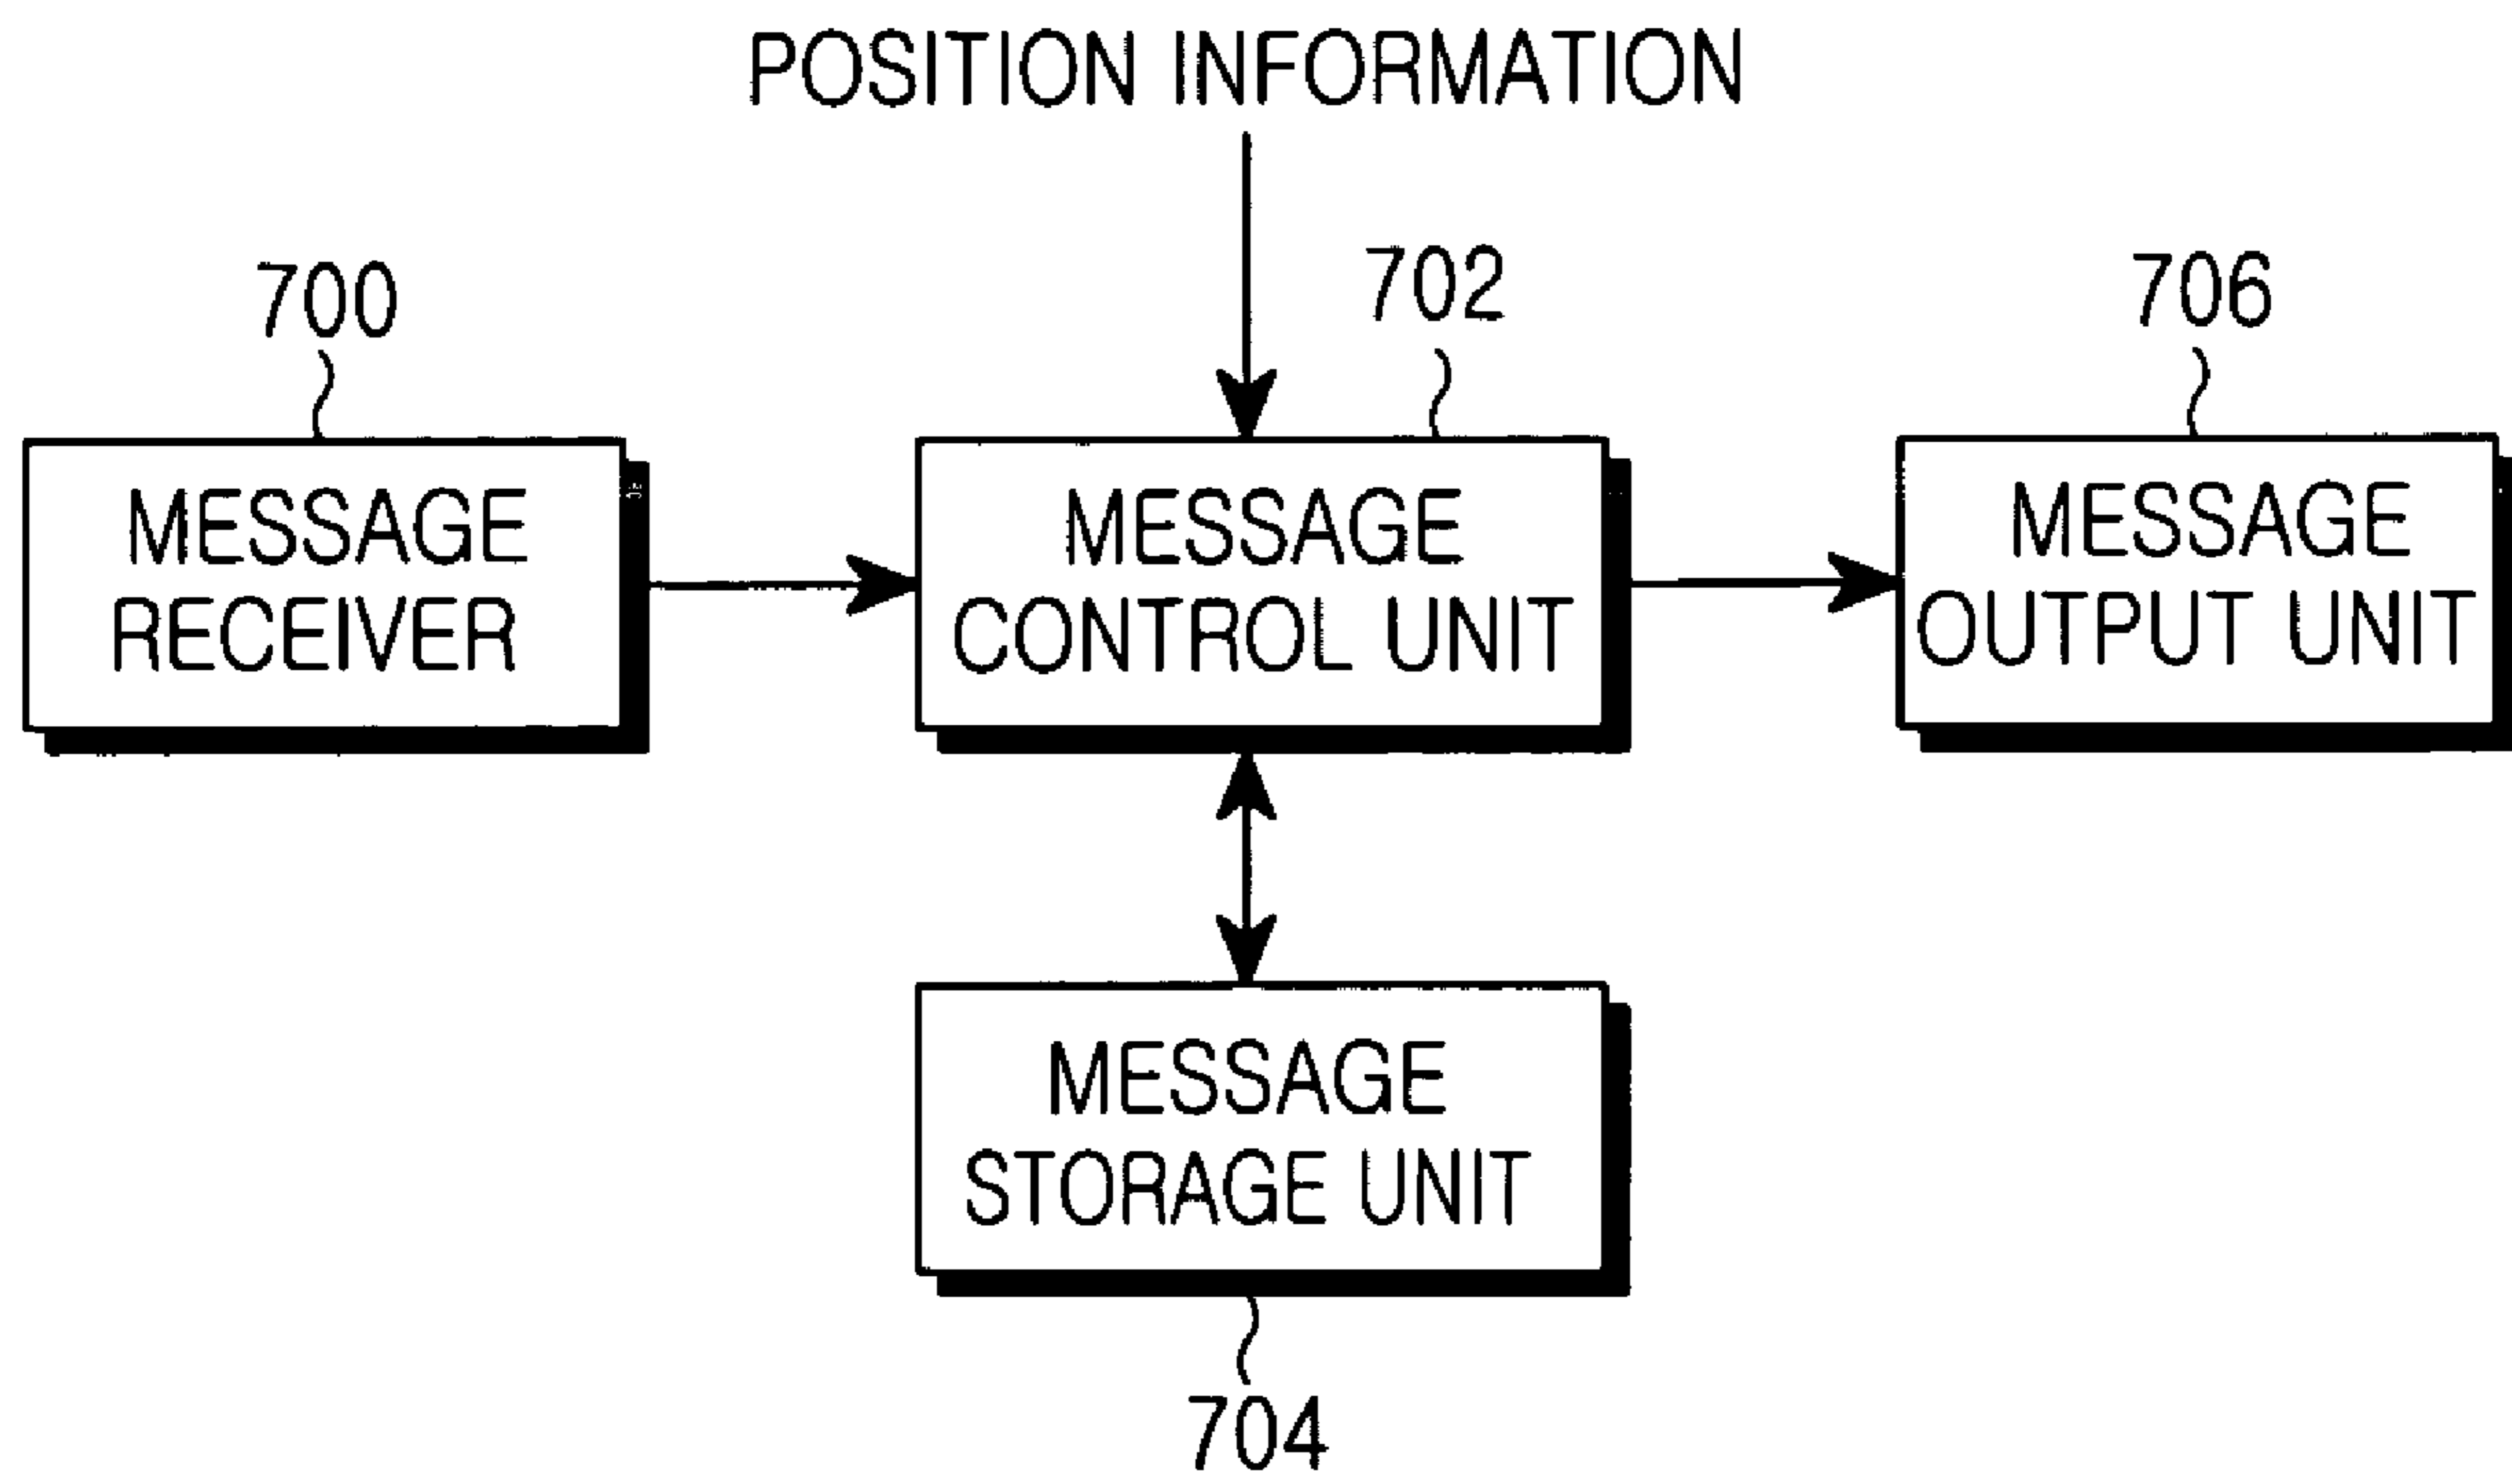 POSITION INFORMATION
700
702
706
MESSAGE
RECEIVER
MESSAGE
CONTROL UNIT
MESSAGE
OUTPUT UNIT
MESSAGE
STORAGE UNIT
704